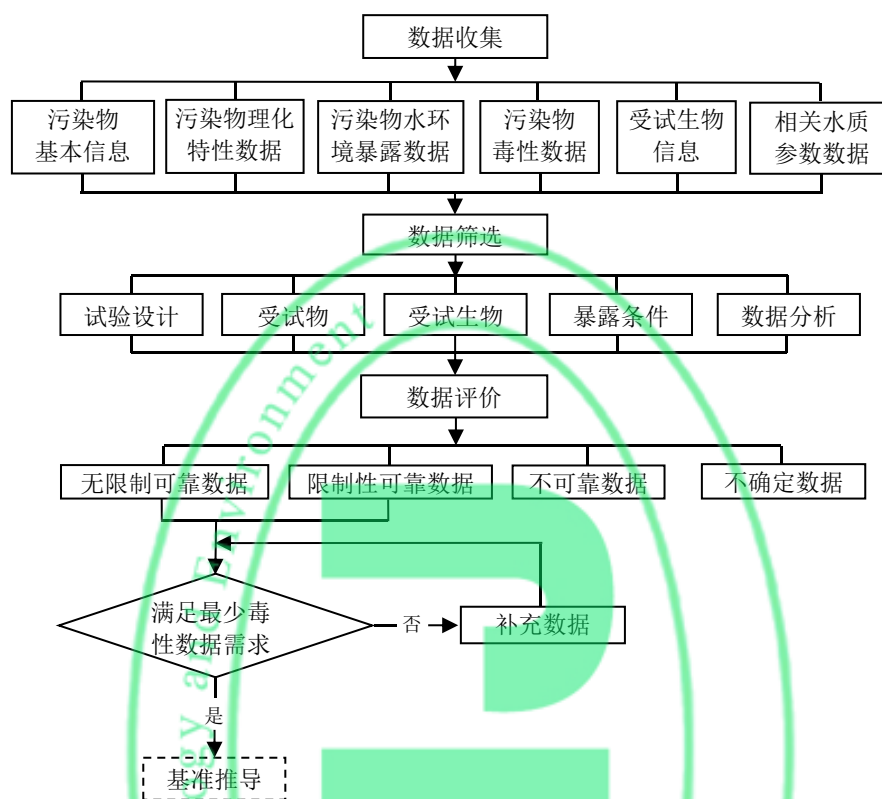 数据收集
污染物
基本信息
污染物理化
特性数据
污染物水环
境暴露数据
污染物
毒性数据
受试生物
信息
相关水质
参数数据
数据筛选
试验设计
受试物
受试生物
暴露条件
数据分析
数据评价
无限制可靠数据
限制性可靠数据
不可靠数据
不确定数据
满足最少毒
性数据需求
否
补充数据
是
基准推导
ogy and Environment